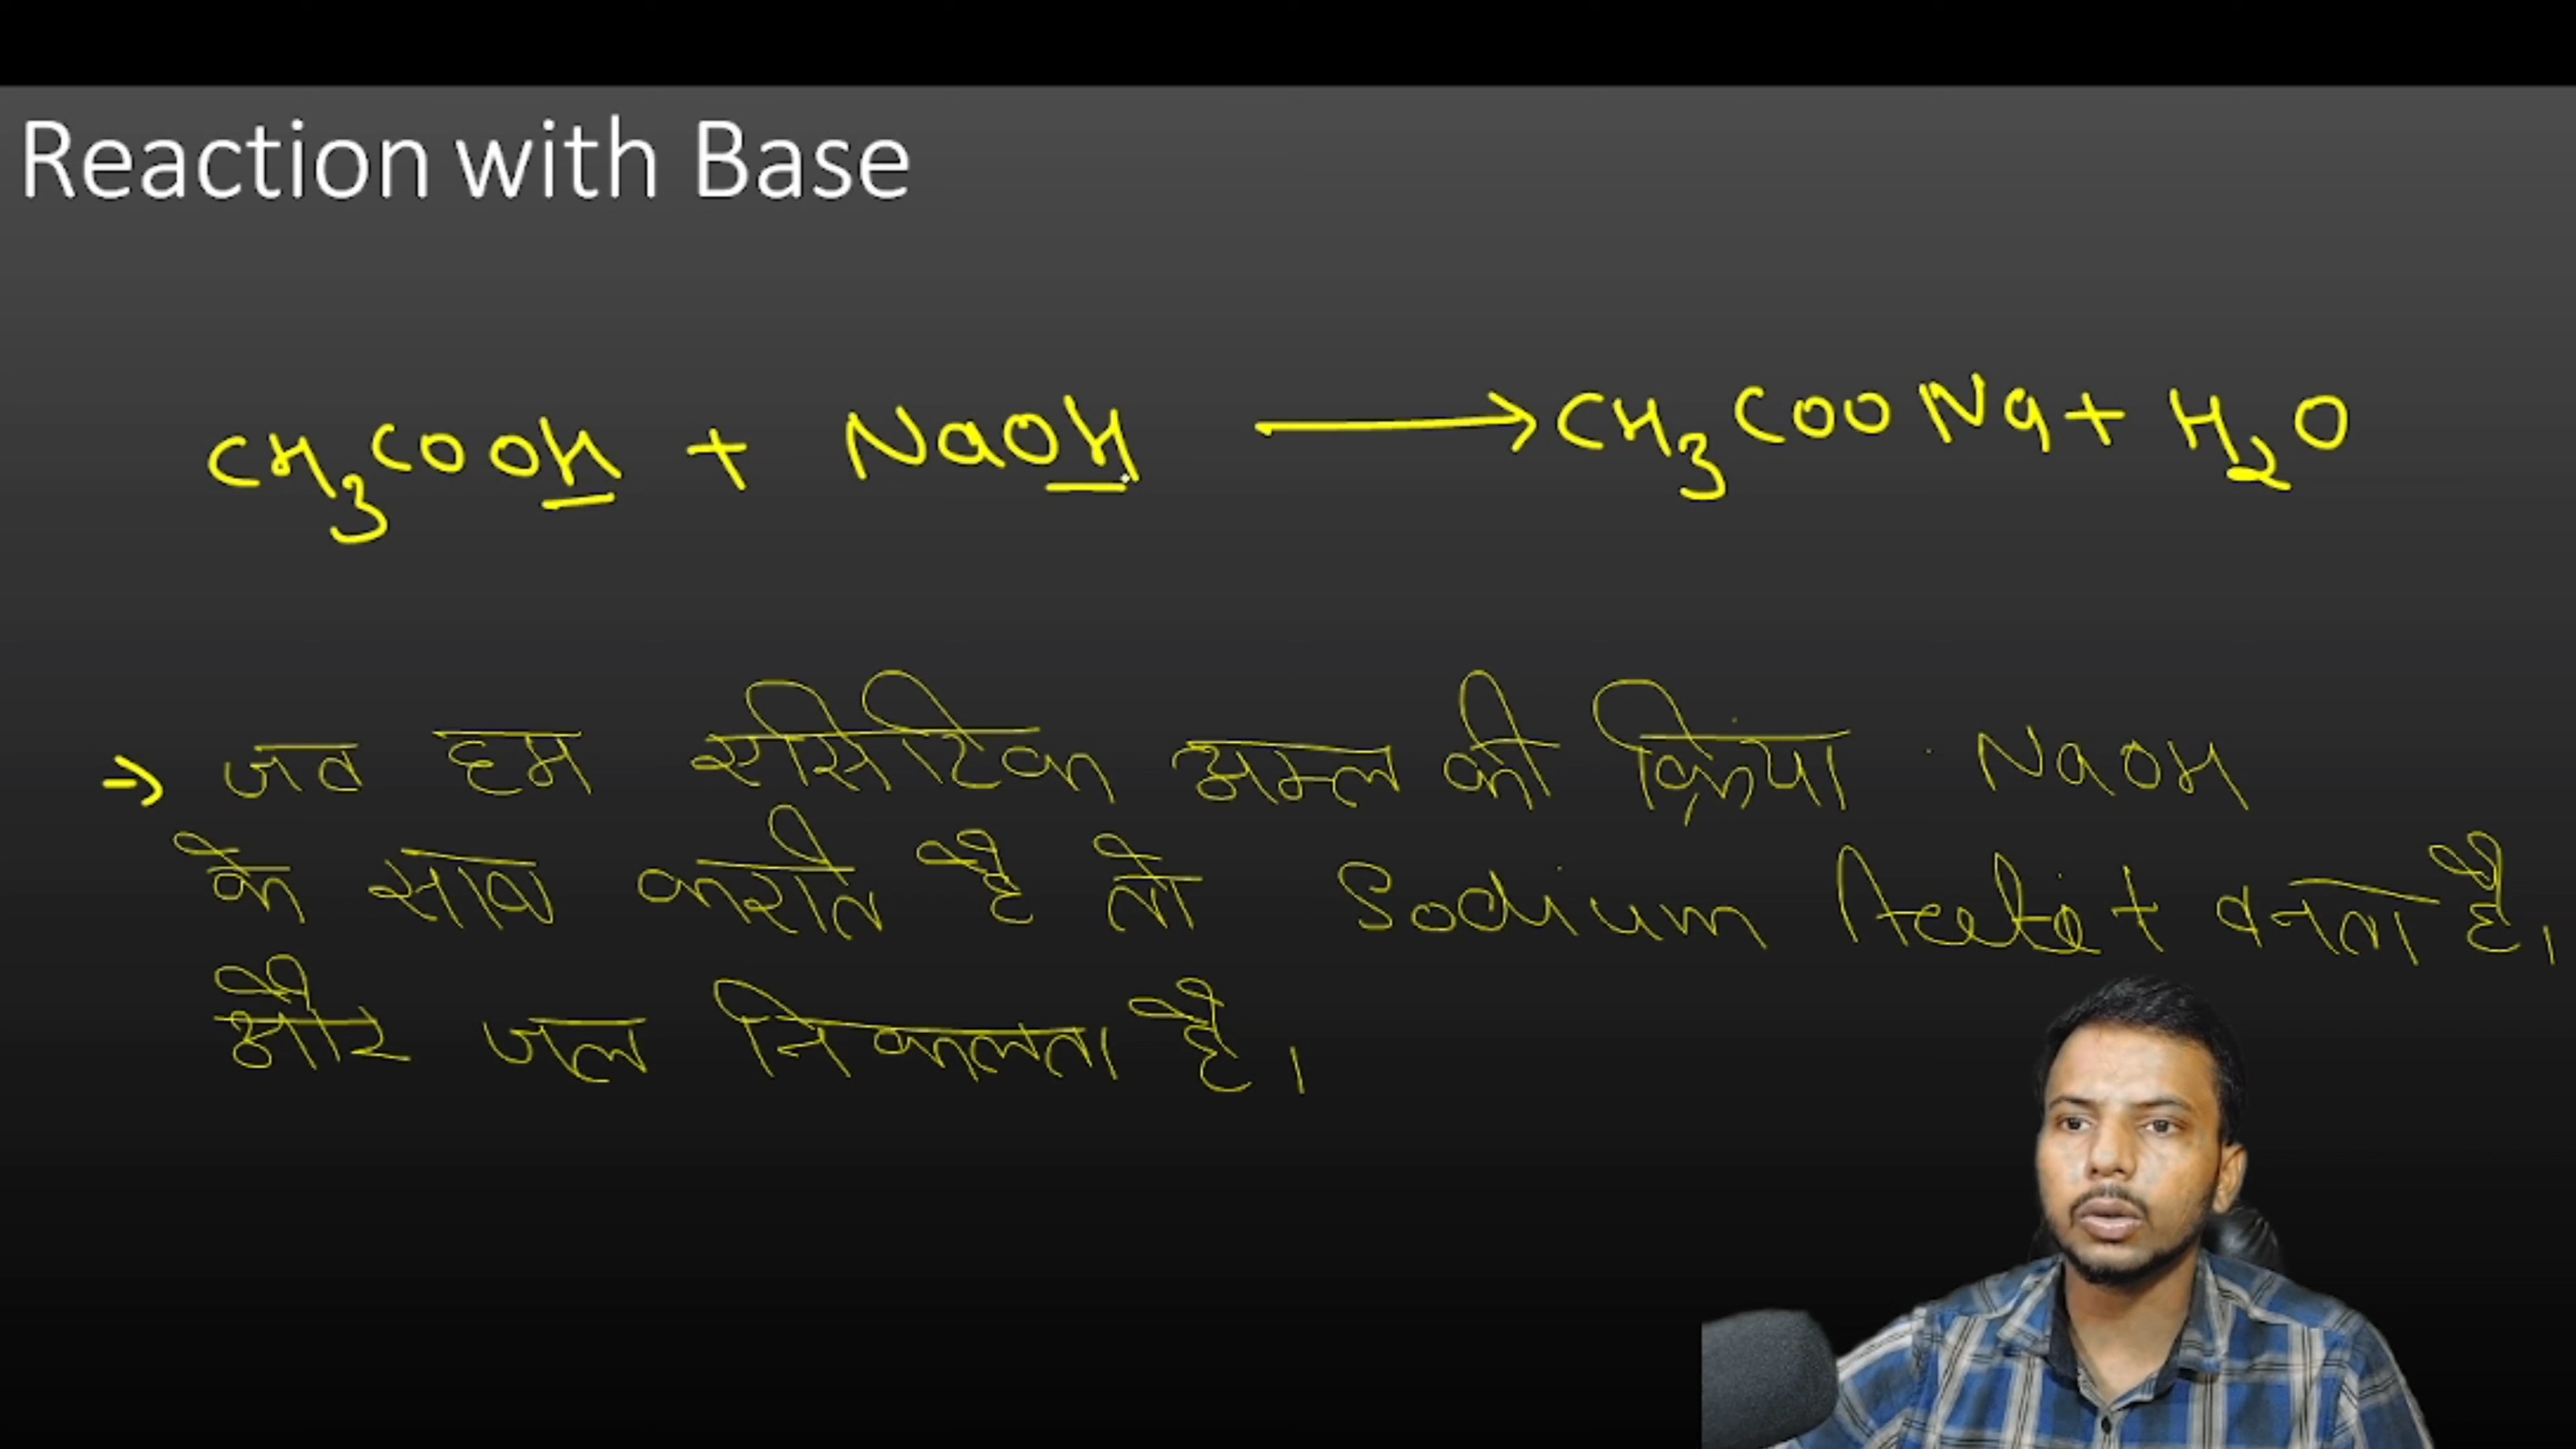 Reaction with Base
CH₃COOH + NaOH ⟶ CH₃COONa + H₂O
→ जब हम एसिटिक अम्ल की क्रिया NaOH
के साथ कराते है तो Sodium Acetet बनता है।
और जल निकलता है।